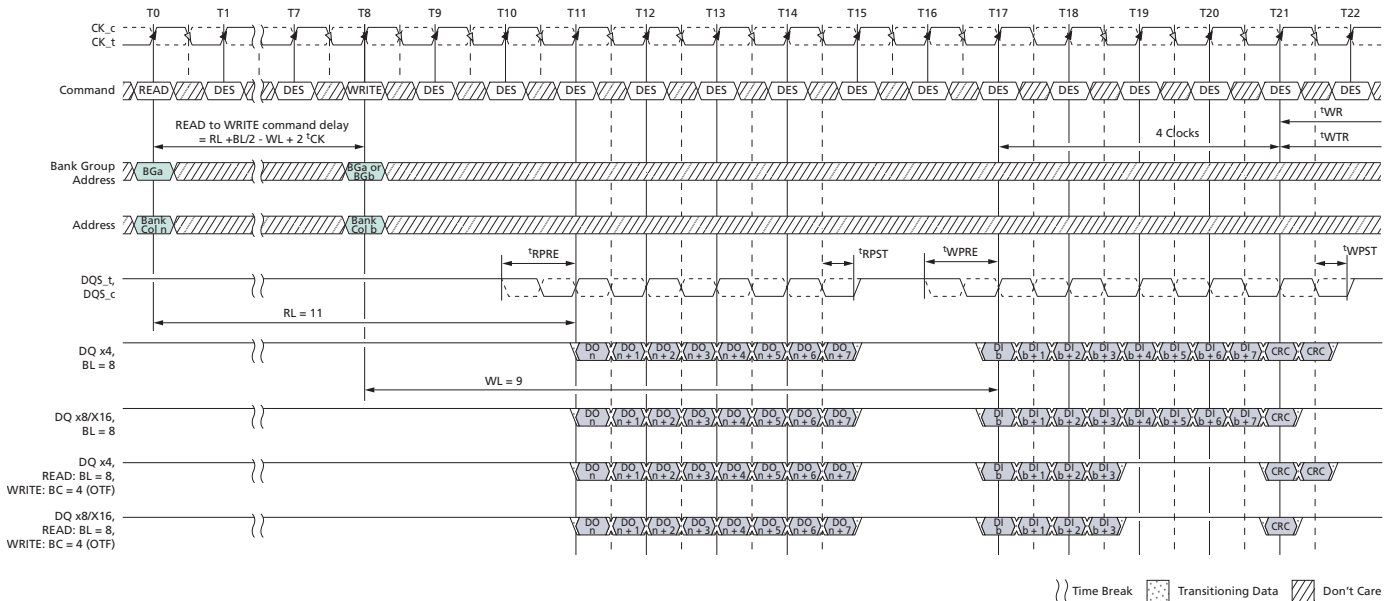 T0 T1 T7 T8 T9 T10 T11 T12 T13 T14 T15 T16 T17 T18 T19 T20 T21 T22
CK_c
CK_t
Command READ DES DES WRITE DES DES DES DES DES DES DES DES DES DES DES DES DES DES
tWR
READ to WRITE command delay
= RL +BL/2 - WL + 2 tCK
4 Clocks
tWTR
Bank Group
Address
BGa
BGa or
BGb
Address
Bank
Col n
Bank
Col b
tRPRE tRPST tWPRE tWPST
DQS_t,
DQS_c
RL = 11
DQ x4,
BL = 8
DO n DO n + 1 DO n + 2 DO n + 3 DO n + 4 DO n + 5 DO n + 6 DO n + 7 DI b DI b + 1 DI b + 2 DI b + 3 DI b + 4 DI b + 5 DI b + 6 DI b + 7 CRC CRC
WL = 9
DQ x8/X16,
BL = 8
DO n DO n + 1 DO n + 2 DO n + 3 DO n + 4 DO n + 5 DO n + 6 DO n + 7 DI b DI b + 1 DI b + 2 DI b + 3 DI b + 4 DI b + 5 DI b + 6 DI b + 7 CRC
DQ x4,
READ: BL = 8,
WRITE: BC = 4 (OTF)
DO n DO n + 1 DO n + 2 DO n + 3 DO n + 4 DO n + 5 DO n + 6 DO n + 7 DI b DI b + 1 DI b + 2 DI b + 3 CRC CRC
DQ x8/X16,
READ: BL = 8,
WRITE: BC = 4 (OTF)
DO n DO n + 1 DO n + 2 DO n + 3 DO n + 4 DO n + 5 DO n + 6 DO n + 7 DI b DI b + 1 DI b + 2 DI b + 3 CRC
Time Break Transitioning Data Don't Care